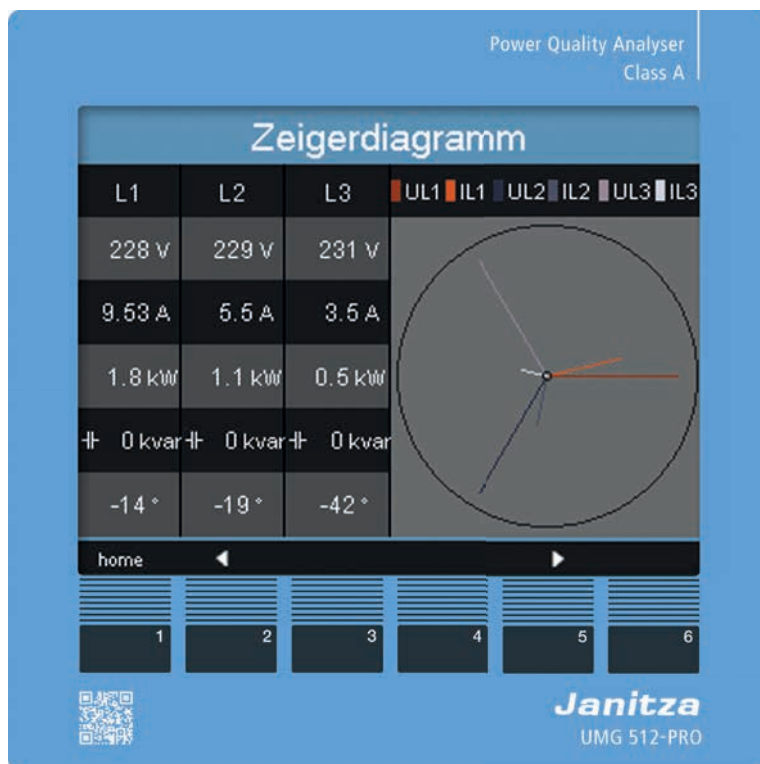 Power Quality Analyser
Class A
Zeigerdiagramm
L1 L2 L3 UL1 IL1 UL2 IL2 UL3 IL3
228 V 229 V 231 V
9.53 A 5.5 A 3.5 A
1.8 kW 1.1 kW 0.5 kW
0 kvar 0 kvar 0 kvar
-14 ° -19 ° -42 °
home
1 2 3 4 5 6
Janitza
UMG 512-PRO